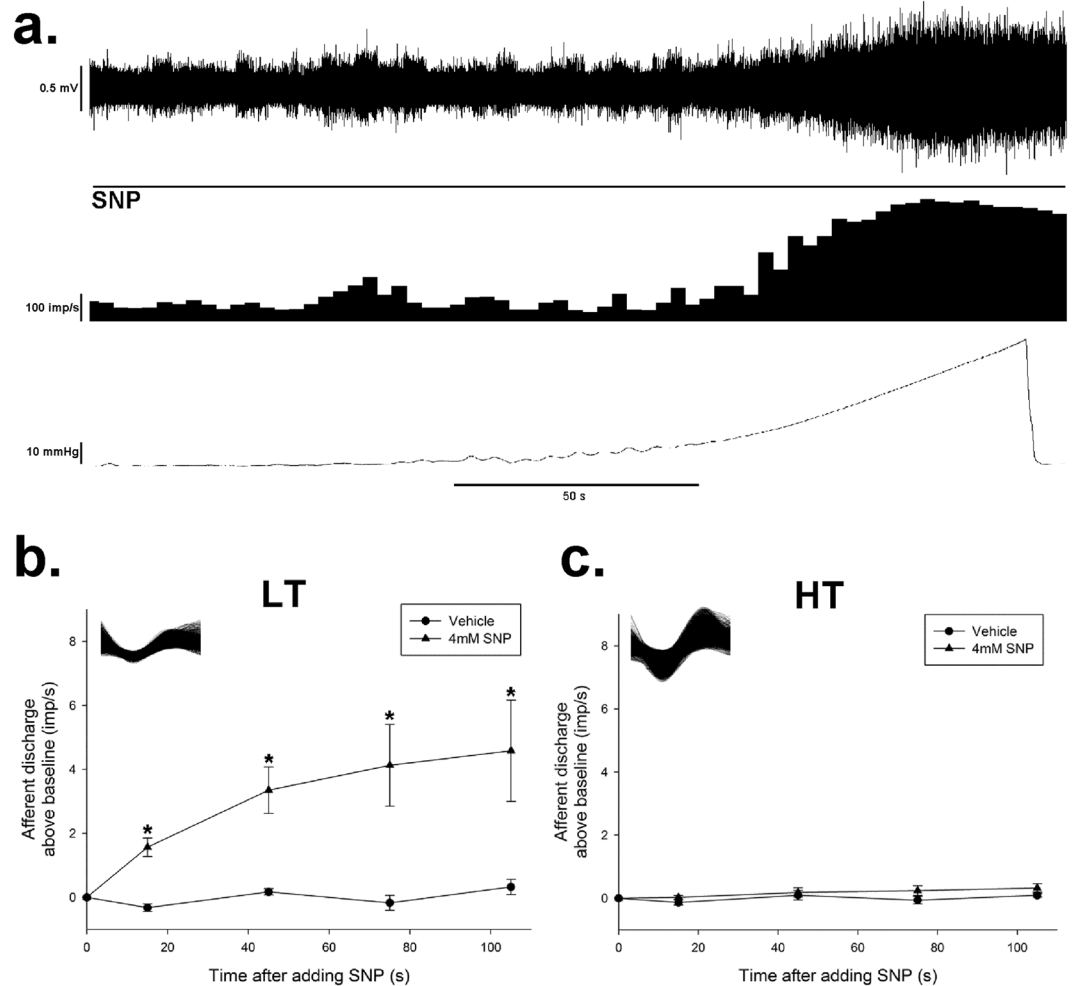 a.
0.5 mV
SNP
100 imp/s
10 mmHg
50 s
b.
LT
Vehicle
4mM SNP
8
6
4
2
0
*
*
*
*
Afferent discharge
above baseline (imp/s)
0
20
40
60
80
100
Time after adding SNP (s)
c.
HT
Vehicle
4mM SNP
8
6
4
2
0
Afferent discharge
above baseline (imp/s)
0
20
40
60
80
100
Time after adding SNP (s)